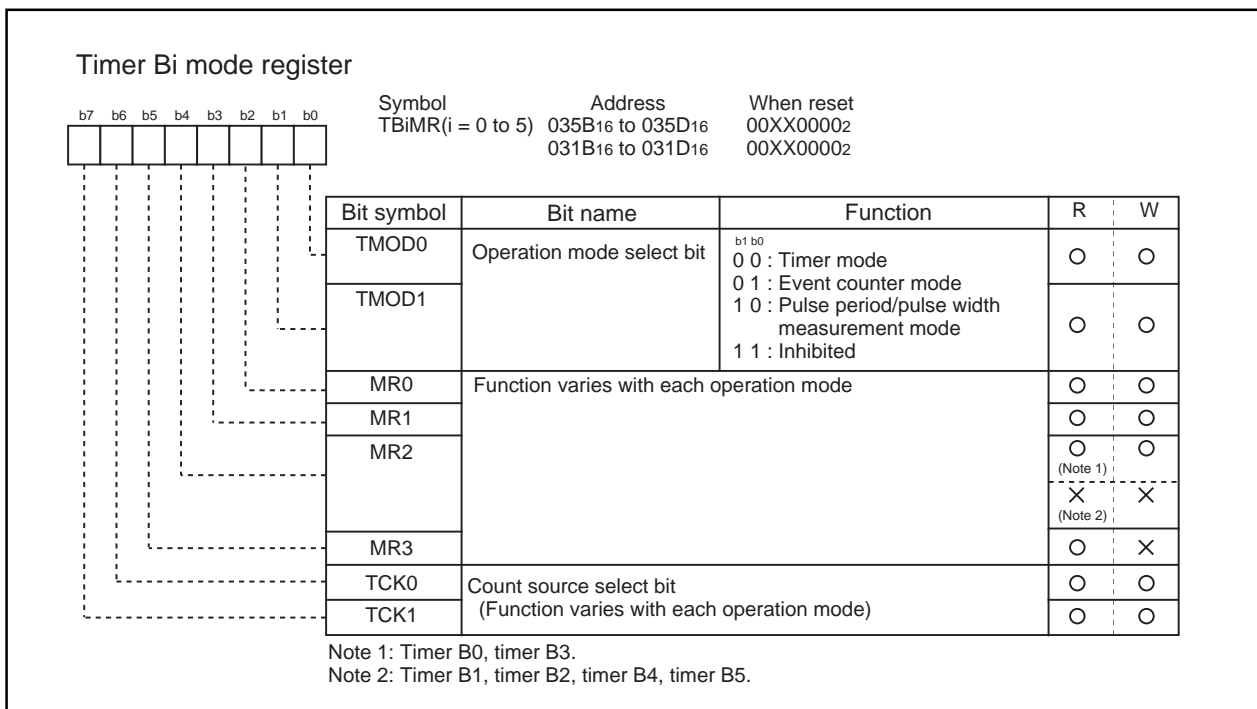 Timer Bi mode register
b7 b6 b5 b4 b3 b2 b1 b0
Symbol Address When reset
TBiMR(i = 0 to 5) 035B16 to 035D16 00XX00002
031B16 to 031D16 00XX00002
Bit symbol Bit name Function R W
TMOD0 Operation mode select bit b1 b0
0 0 : Timer mode
0 1 : Event counter mode
TMOD1 1 0 : Pulse period/pulse width
measurement mode
1 1 : Inhibited
MR0 Function varies with each operation mode
MR1
MR2
(Note 1)
(Note 2)
MR3
TCK0 Count source select bit
TCK1 (Function varies with each operation mode)
Note 1: Timer B0, timer B3.
Note 2: Timer B1, timer B2, timer B4, timer B5.